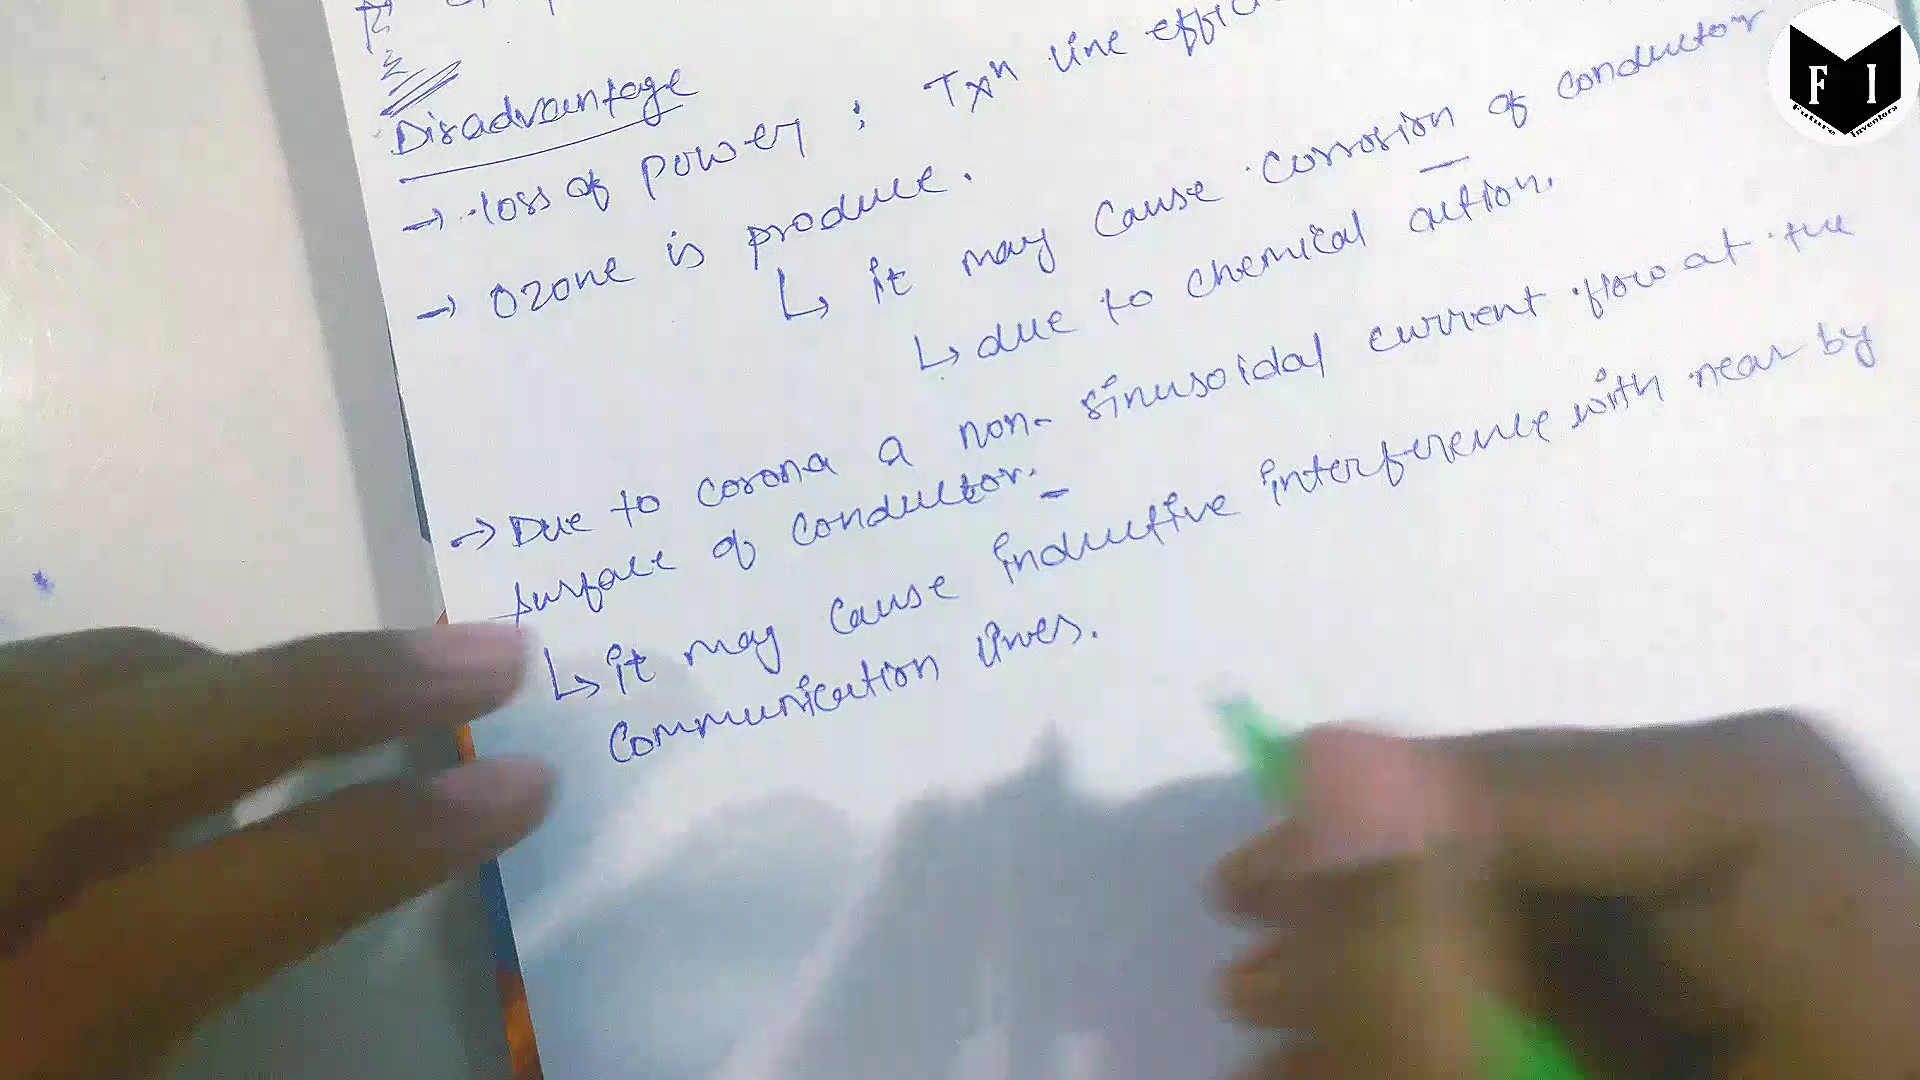 Disadvantage
→ loss of power : Txn line
→ Ozone is produce.
↳ it may cause corrosion of conductor
↳ due to chemical action.
→ Due to corona a non-sinusoidal current flow at the
surface of conductor.
↳ it may cause inductive interference with near by
communication lines.
F I
Future Inventors